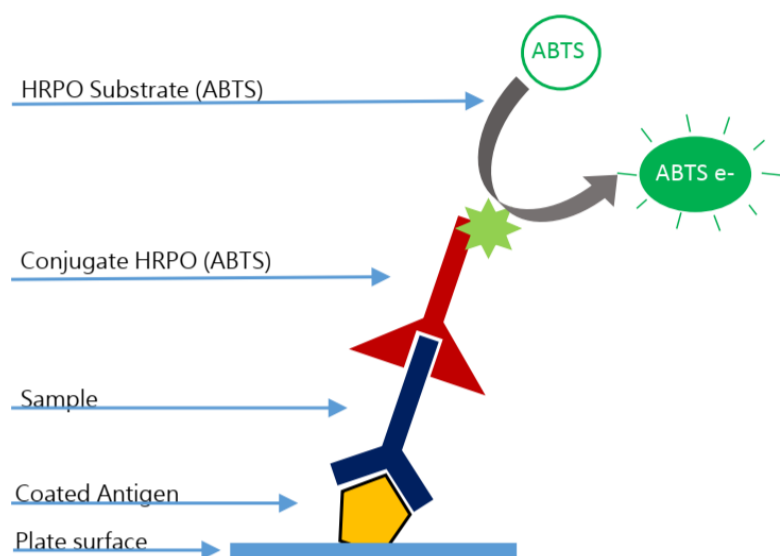 ABTS
HRPO Substrate (ABTS)
ABTS e-
Conjugate HRPO (ABTS)
Sample
Coated Antigen
Plate surface